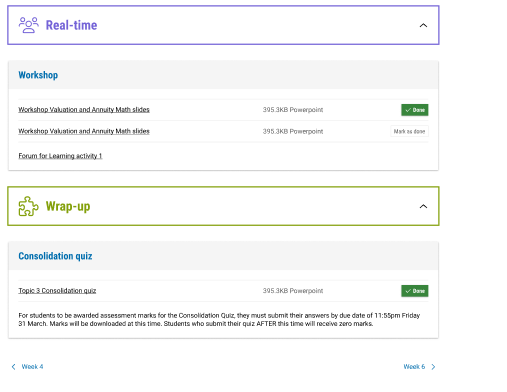 Real-time
Workshop
Workshop Valuation and Annuity Math slides 395.3KB Powerpoint Done
Workshop Valuation and Annuity Math slides 395.3KB Powerpoint Mark as done
Forum for Learning activity 1
Wrap-up
Consolidation quiz
Topic 3 Consolidation quiz 395.3KB Powerpoint Done
For students to be awarded assessment marks for the Consolidation Quiz, they must submit their answers by due date of 11:55pm Friday
31 March. Marks will be downloaded at this time. Students who submit their quiz AFTER this time will receive zero marks.
Week 4 Week 6